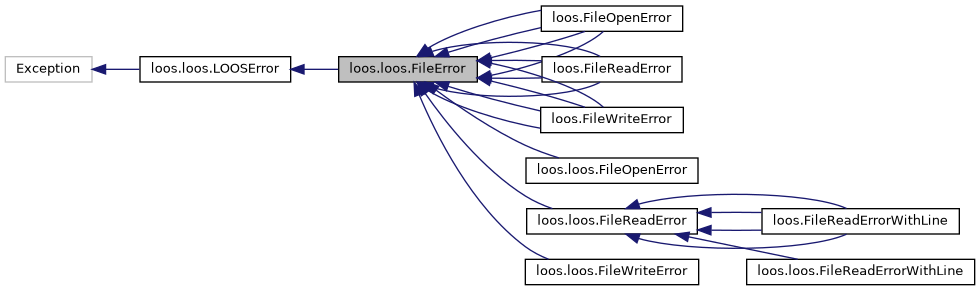 loos.FileOpenError
Exception
loos.loos.LOOSError
loos.loos.FileError
loos.FileReadError
loos.FileWriteError
loos.loos.FileOpenError
loos.loos.FileReadError
loos.FileReadErrorWithLine
loos.loos.FileWriteError
loos.loos.FileReadErrorWithLine